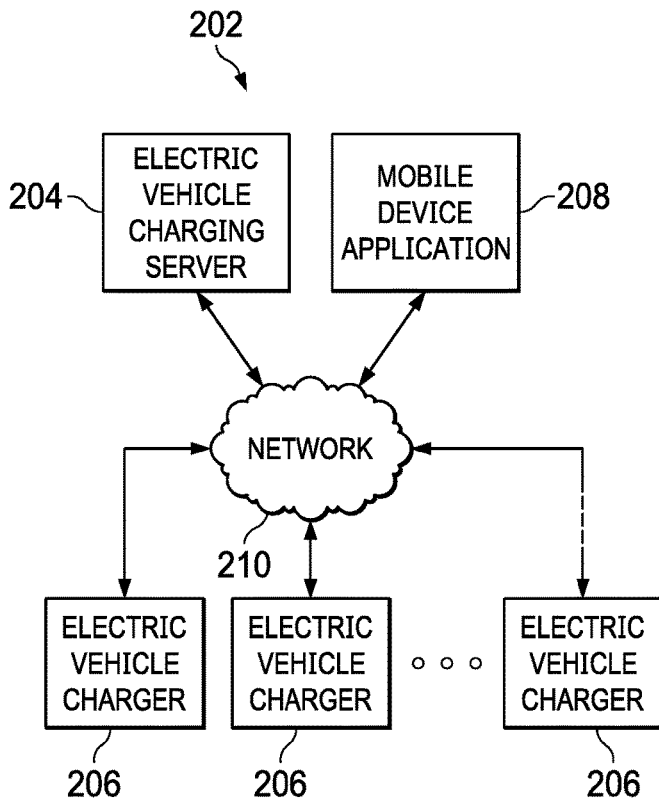 202
204
ELECTRIC
VEHICLE
CHARGING
SERVER
MOBILE
DEVICE
APPLICATION
208
NETWORK
210
ELECTRIC
VEHICLE
CHARGER
206
ELECTRIC
VEHICLE
CHARGER
206
ELECTRIC
VEHICLE
CHARGER
206